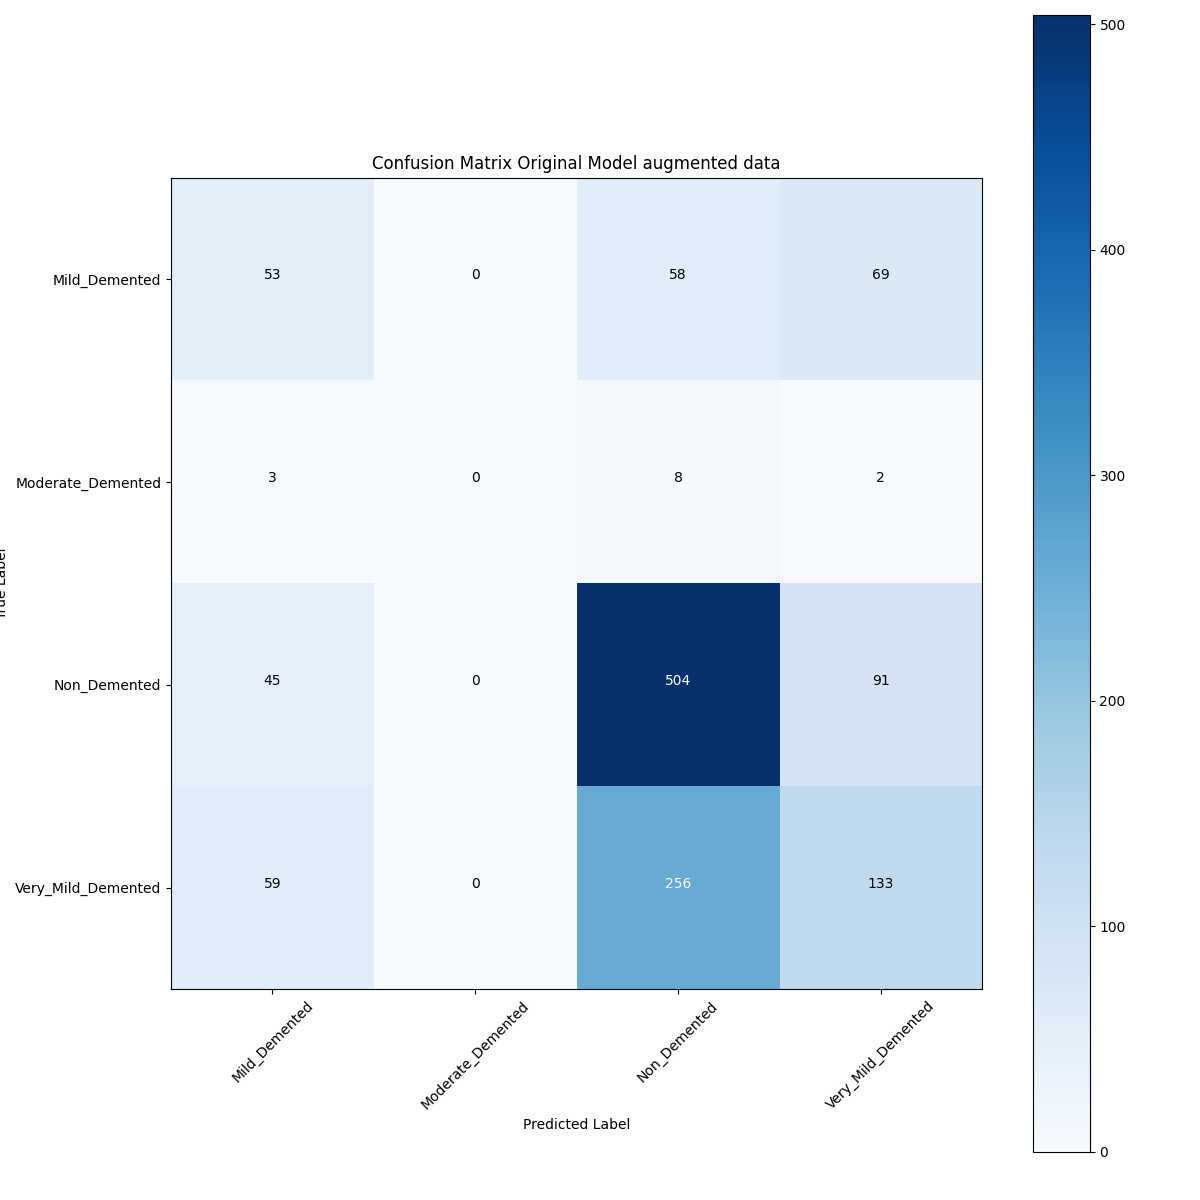 Confusion Matrix Original Model augmented data
500
400
300
200
100
0
Mild_Demented
53 0 58 69
Moderate_Demented
3 0 8 2
Non_Demented
45 0 504 91
Very_Mild_Demented
59 0 256 133
True Label
Mild_Demented
Moderate_Demented
Non_Demented
Very_Mild_Demented
Predicted Label